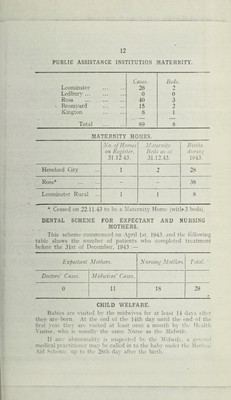 12
PUBLIC ASSISTANCE INSTITUTION MATERNITY.
Cases. Beds.
Leominster ... ... 26 2
Ledbury ... ... ... 0 0
Ross ... ... ... 40 3
Bromyard ... ... 15 2
Kington ... ... 8 1
Total ... ... 89 8
MATERNITY HOMES.
No. of Homes on Register, 31.12.43. Maternity Beds as at 31.12.43. Births during 1943.
Hereford City ... 1 2 28
Ross* - - 38
Leominster Rural ... 1 1 8
* Ceased on 22.11.43 to be a Maternity Home (with 3 beds).
DENTAL SCHEME FOR EXPECTANT AND NURSING
MOTHERS.
This scheme commenced on April 1st, 1943, and the following
table shows the number of patients who completed treatment
before the 31st of December, 1943 :—
Expectant Mothers. Nursing Mothers. Total.
Doctors' Cases. Midwives' Cases.
0 11 18 29
CHILD WELFARE.
Babies are visited by the midwives for at least 14 days after
they are born. At the end of the 14th day until the end of the
first year they are visited at least once a month by the Health
Visitor, who is usually the same Nurse as the Midwife.
If any abnormality is suspected by the Midwife, a general
medical practitioner may be called in to the baby under the Medical
Aid Scheme, up to the 28th day after the birth.